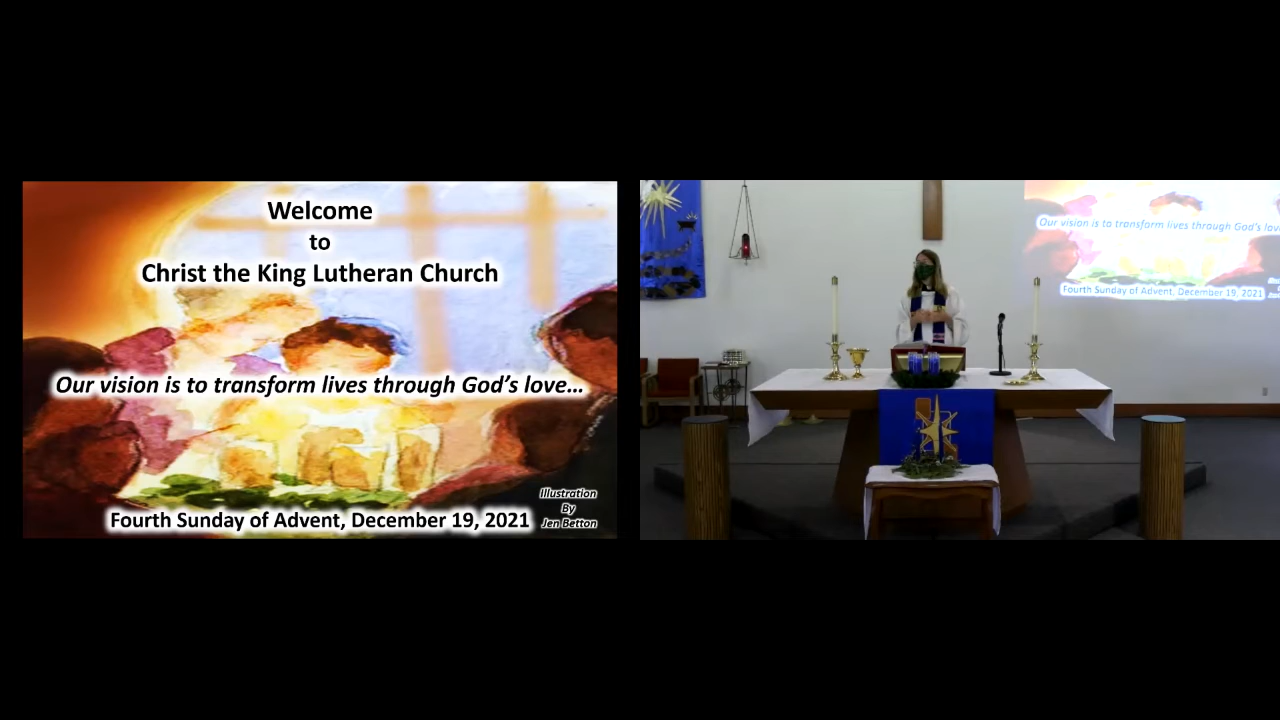 Welcome
to
Christ the King Lutheran Church
Our vision is to transform lives through God's love...
Illustration
By
Jen Betton
Fourth Sunday of Advent, December 19, 2021
Our vision is to transform lives through God's love
Fourth Sunday of Advent, December 19, 2021